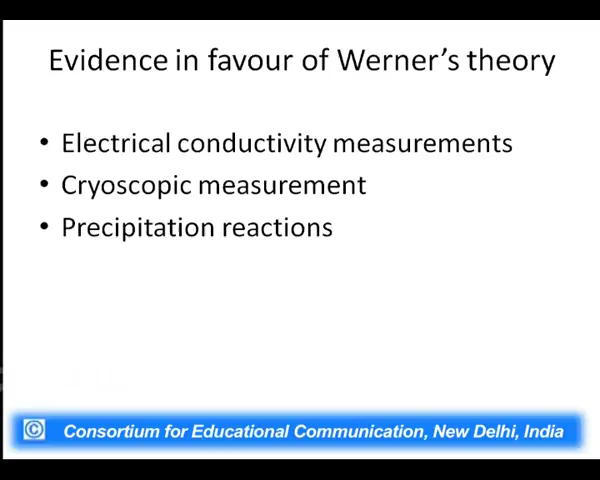 Evidence in favour of Werner’s theory
• Electrical conductivity measurements
• Cryoscopic measurement
• Precipitation reactions
© Consortium for Educational Communication, New Delhi, India